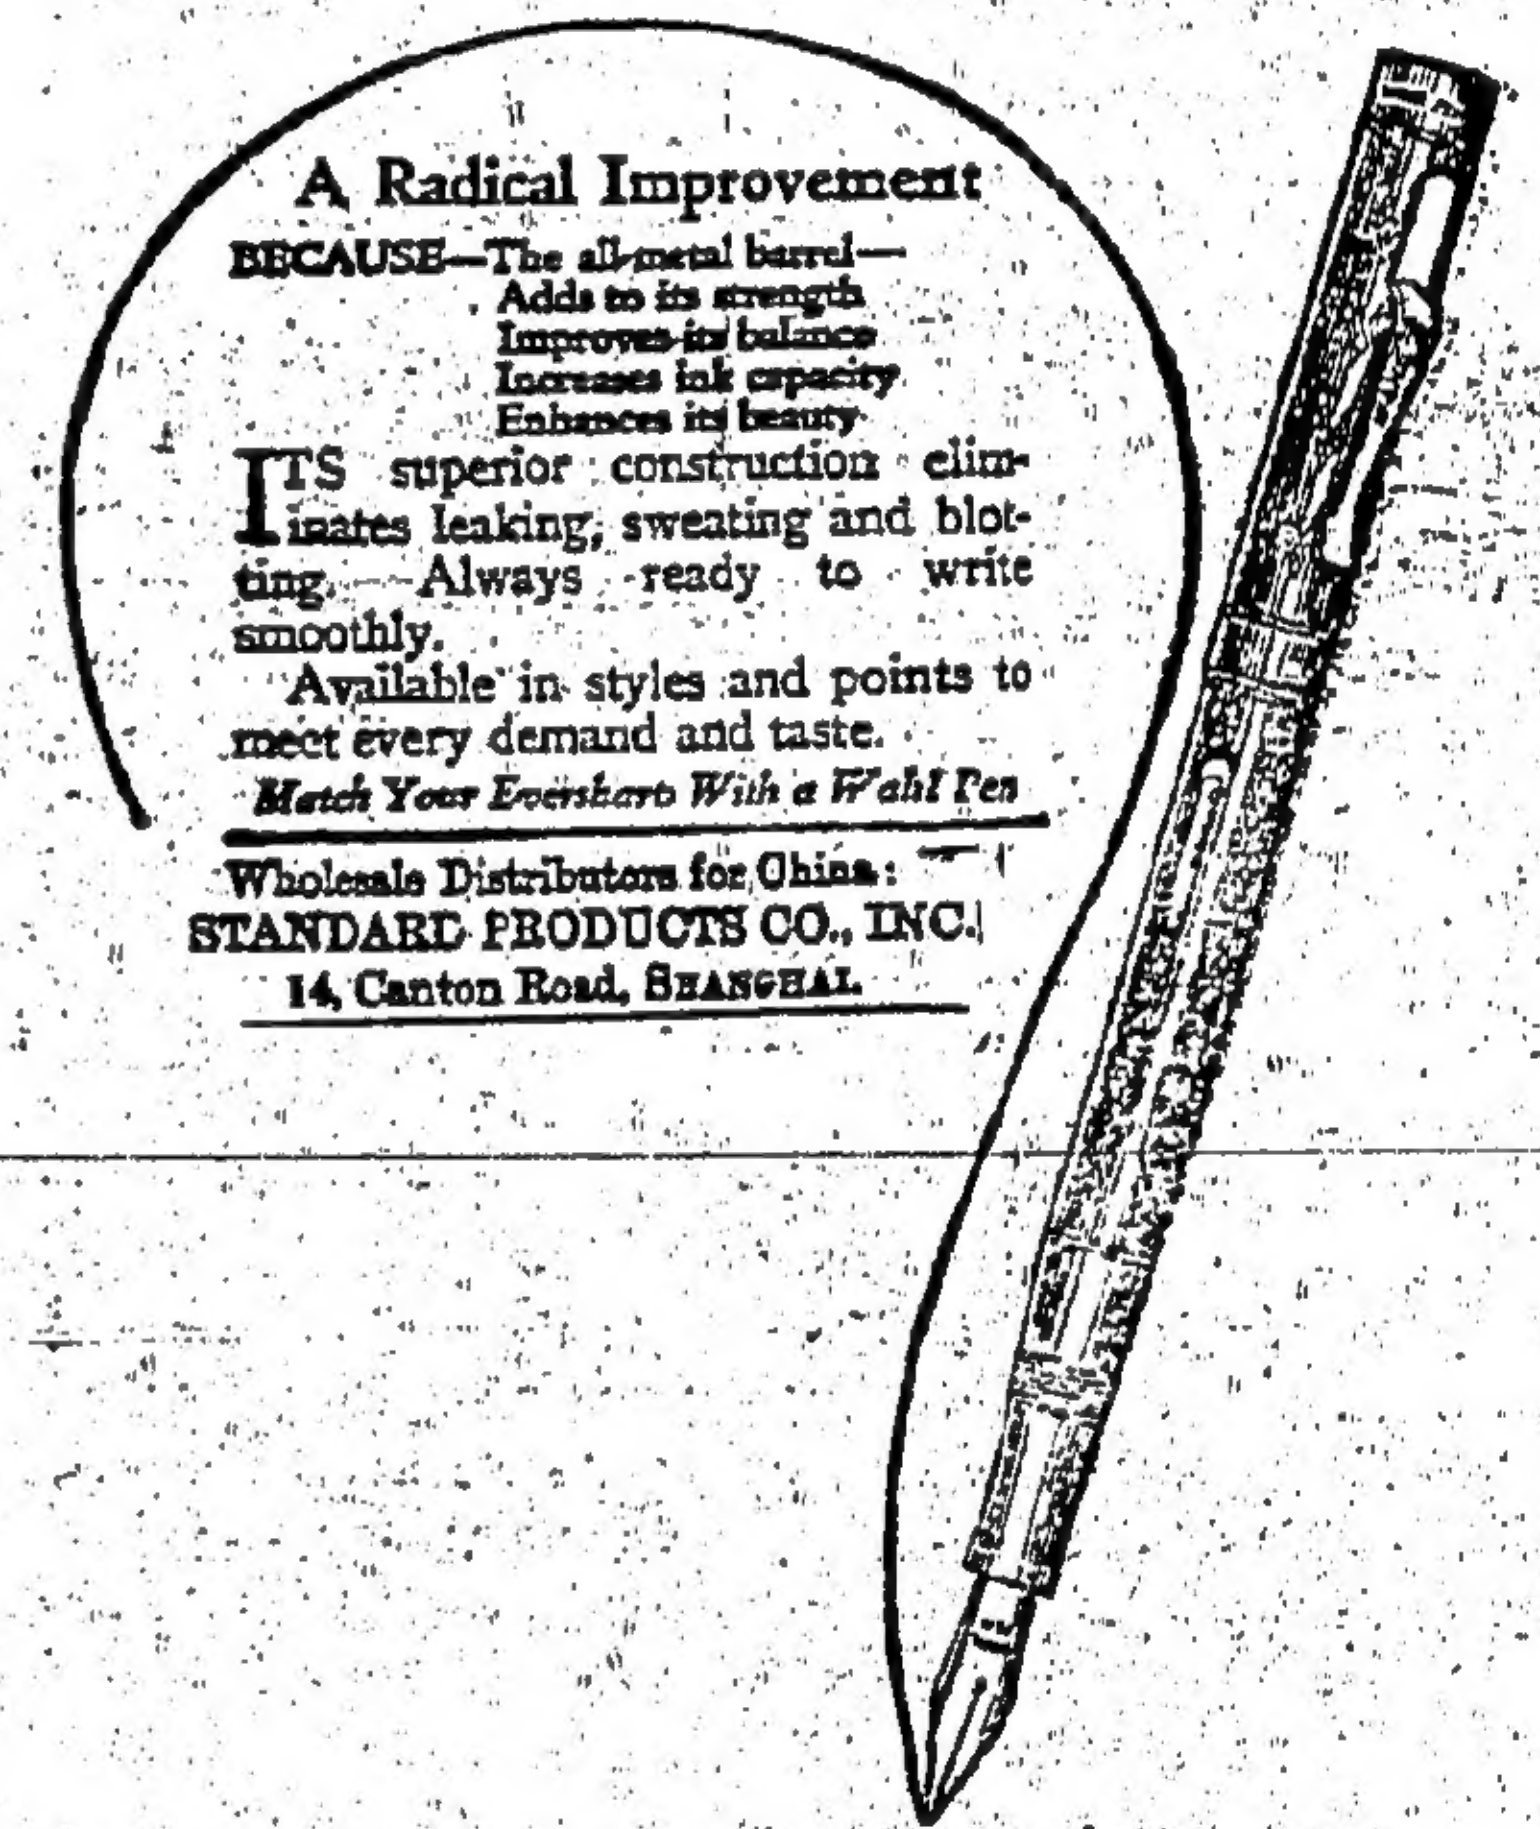 A Radical Improvement
BECAUSE—The all-metal barrel—
Adds to its strength
Improves its balance
Increases ink capacity
Enhances its beauty
ITS superior construction elim-
inates leaking, sweating and blot-
ting. Always ready to write
smoothly.
Available in styles and points to
meet every demand and taste.
Match Your Eversharp With a Wahl Pen
Wholesale Distributors for China:
STANDARD PRODUCTS CO., INC.
14, Canton Road, SHANGHAI.